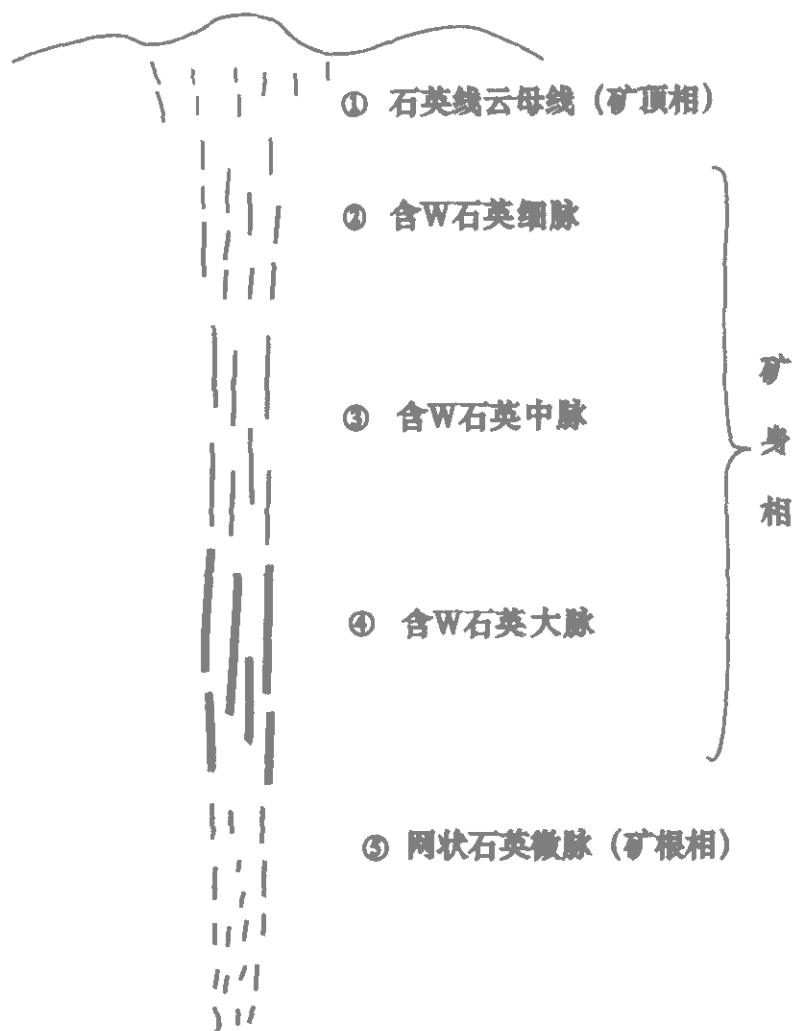 ① 石英线云母线（矿顶相）
② 含W石英细脉
③ 含W石英中脉
④ 含W石英大脉
⑤ 网状石英微脉（矿根相）
矿身相